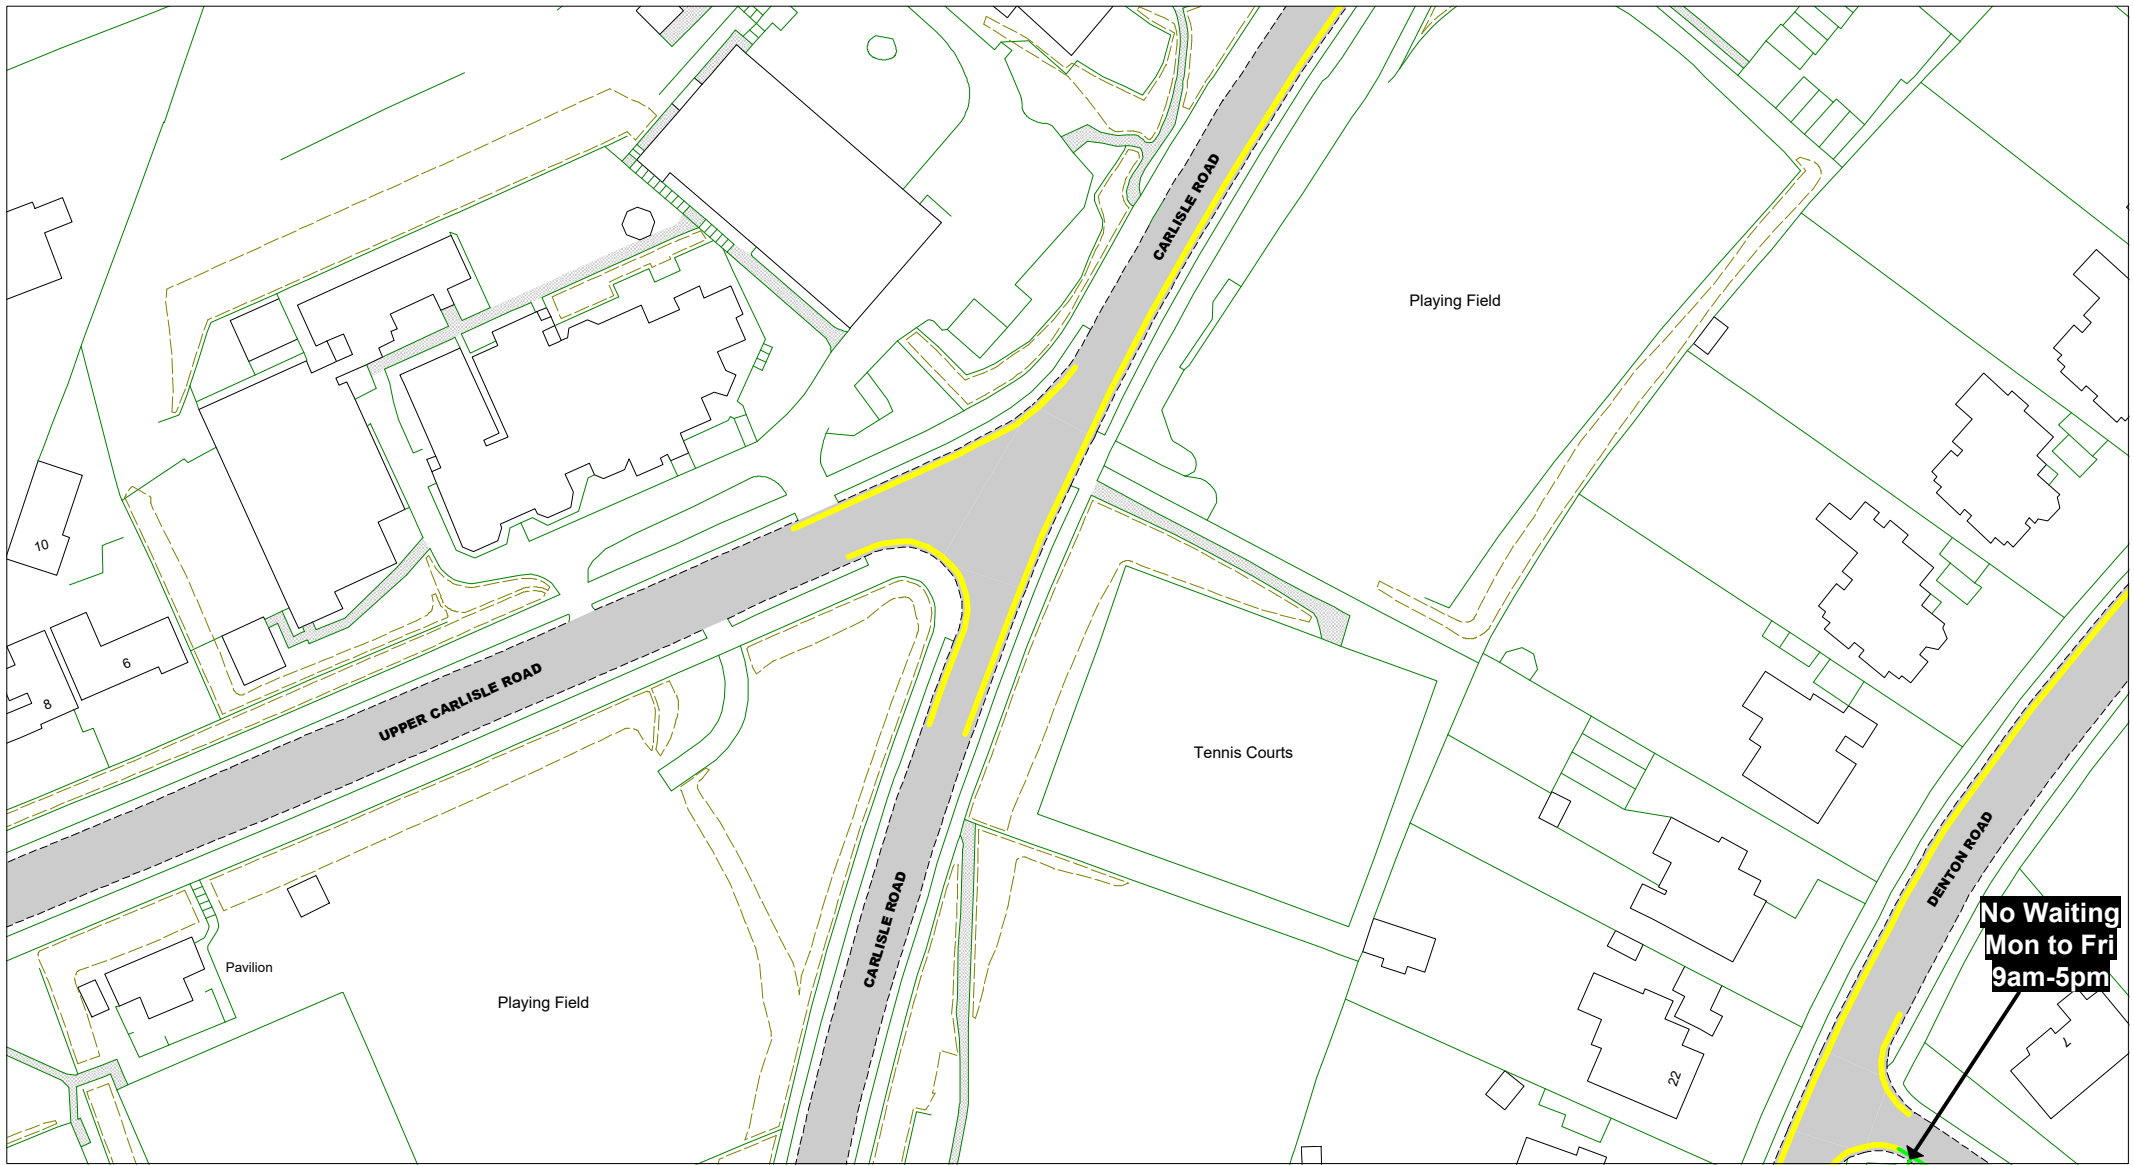 CARLISLE ROAD
Playing Field
10
6
8
UPPER CARLISLE ROAD
Tennis Courts
DENTON ROAD
CARLISLE ROAD
No Waiting
Mon to Fri
9am-5pm
Pavilion
Playing Field
7
22